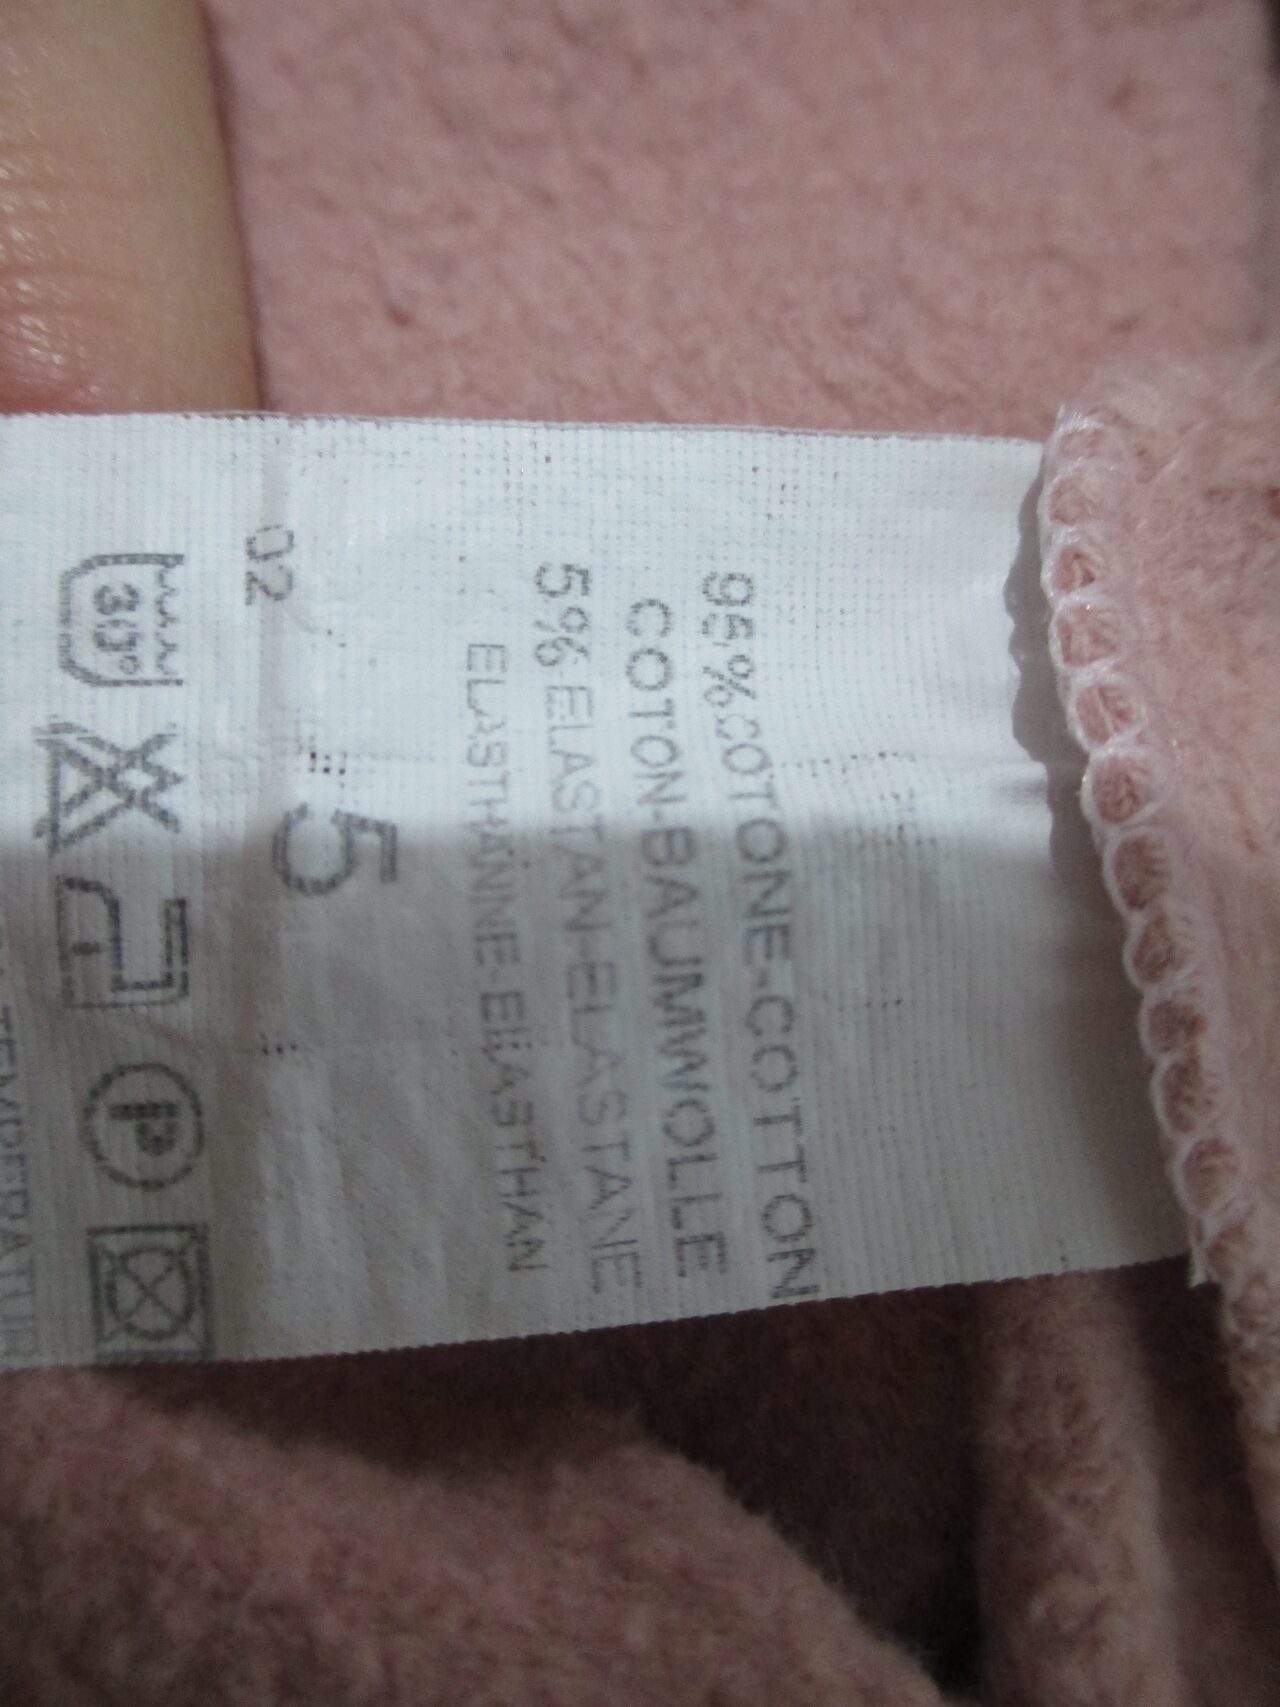 95%COTONE-COTTON
COTON-BAUMWOLLE
5% ELASTAN-ELASTANE
ELASTHANNE-ELASTHAN
5
02
30°
P